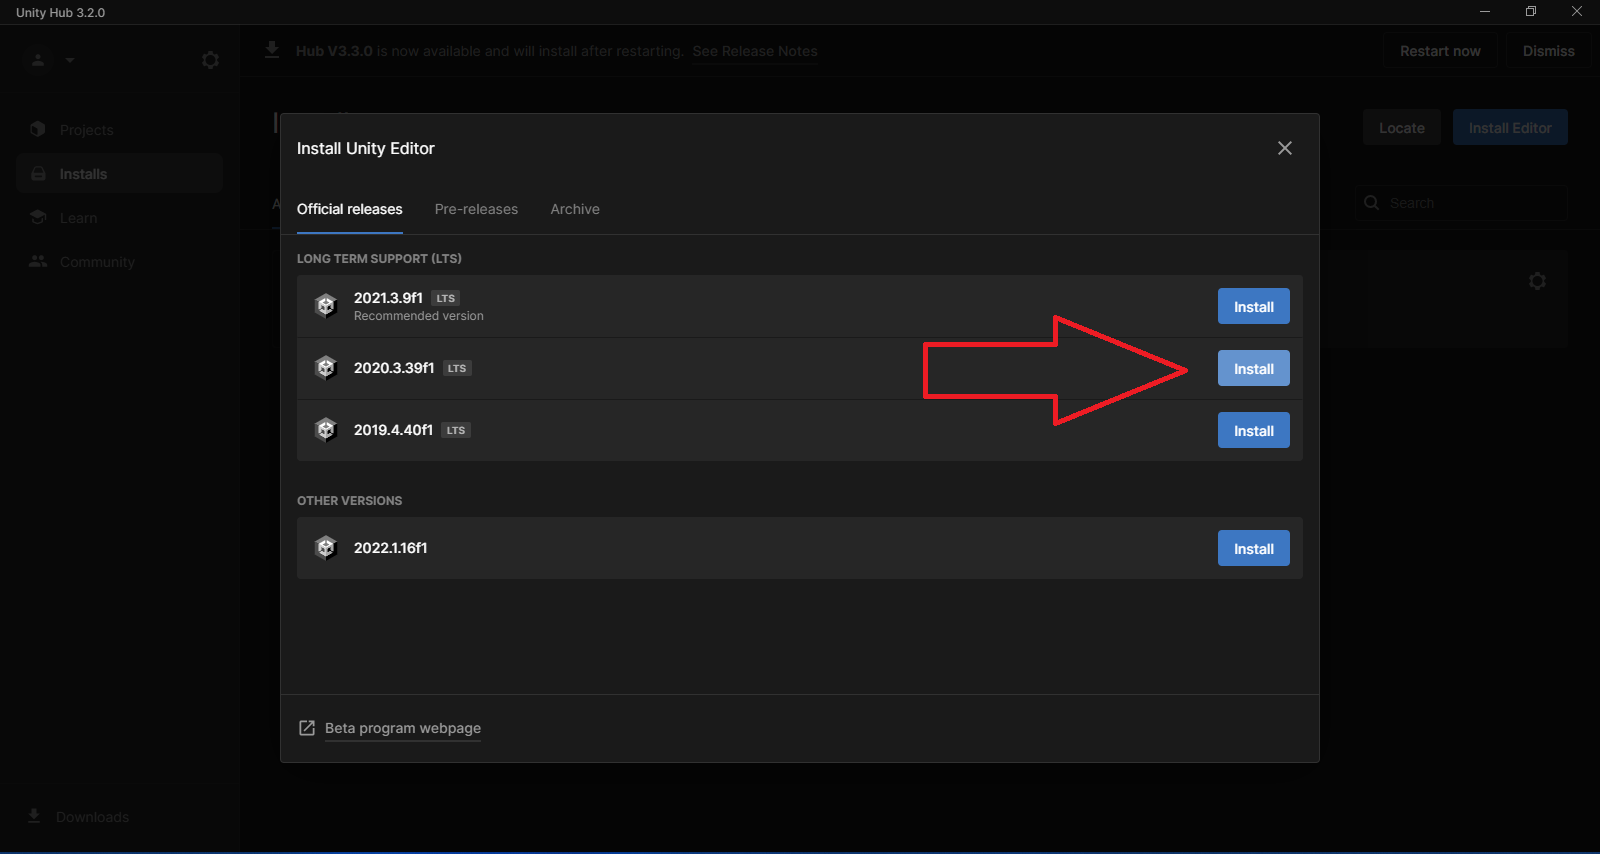 Unity Hub 3.2.0
Hub V3.3.0 is now available and will install after restarting. See Release Notes
Restart now
Dismiss
Projects
Installs
Learn
Community
Downloads
Locate
Install Editor
Search
Install Unity Editor
Official releases
Pre-releases
Archive
LONG TERM SUPPORT (LTS)
2021.3.9f1 LTS
Recommended version
Install
2020.3.39f1 LTS
Install
2019.4.40f1 LTS
Install
OTHER VERSIONS
2022.1.16f1
Install
Beta program webpage